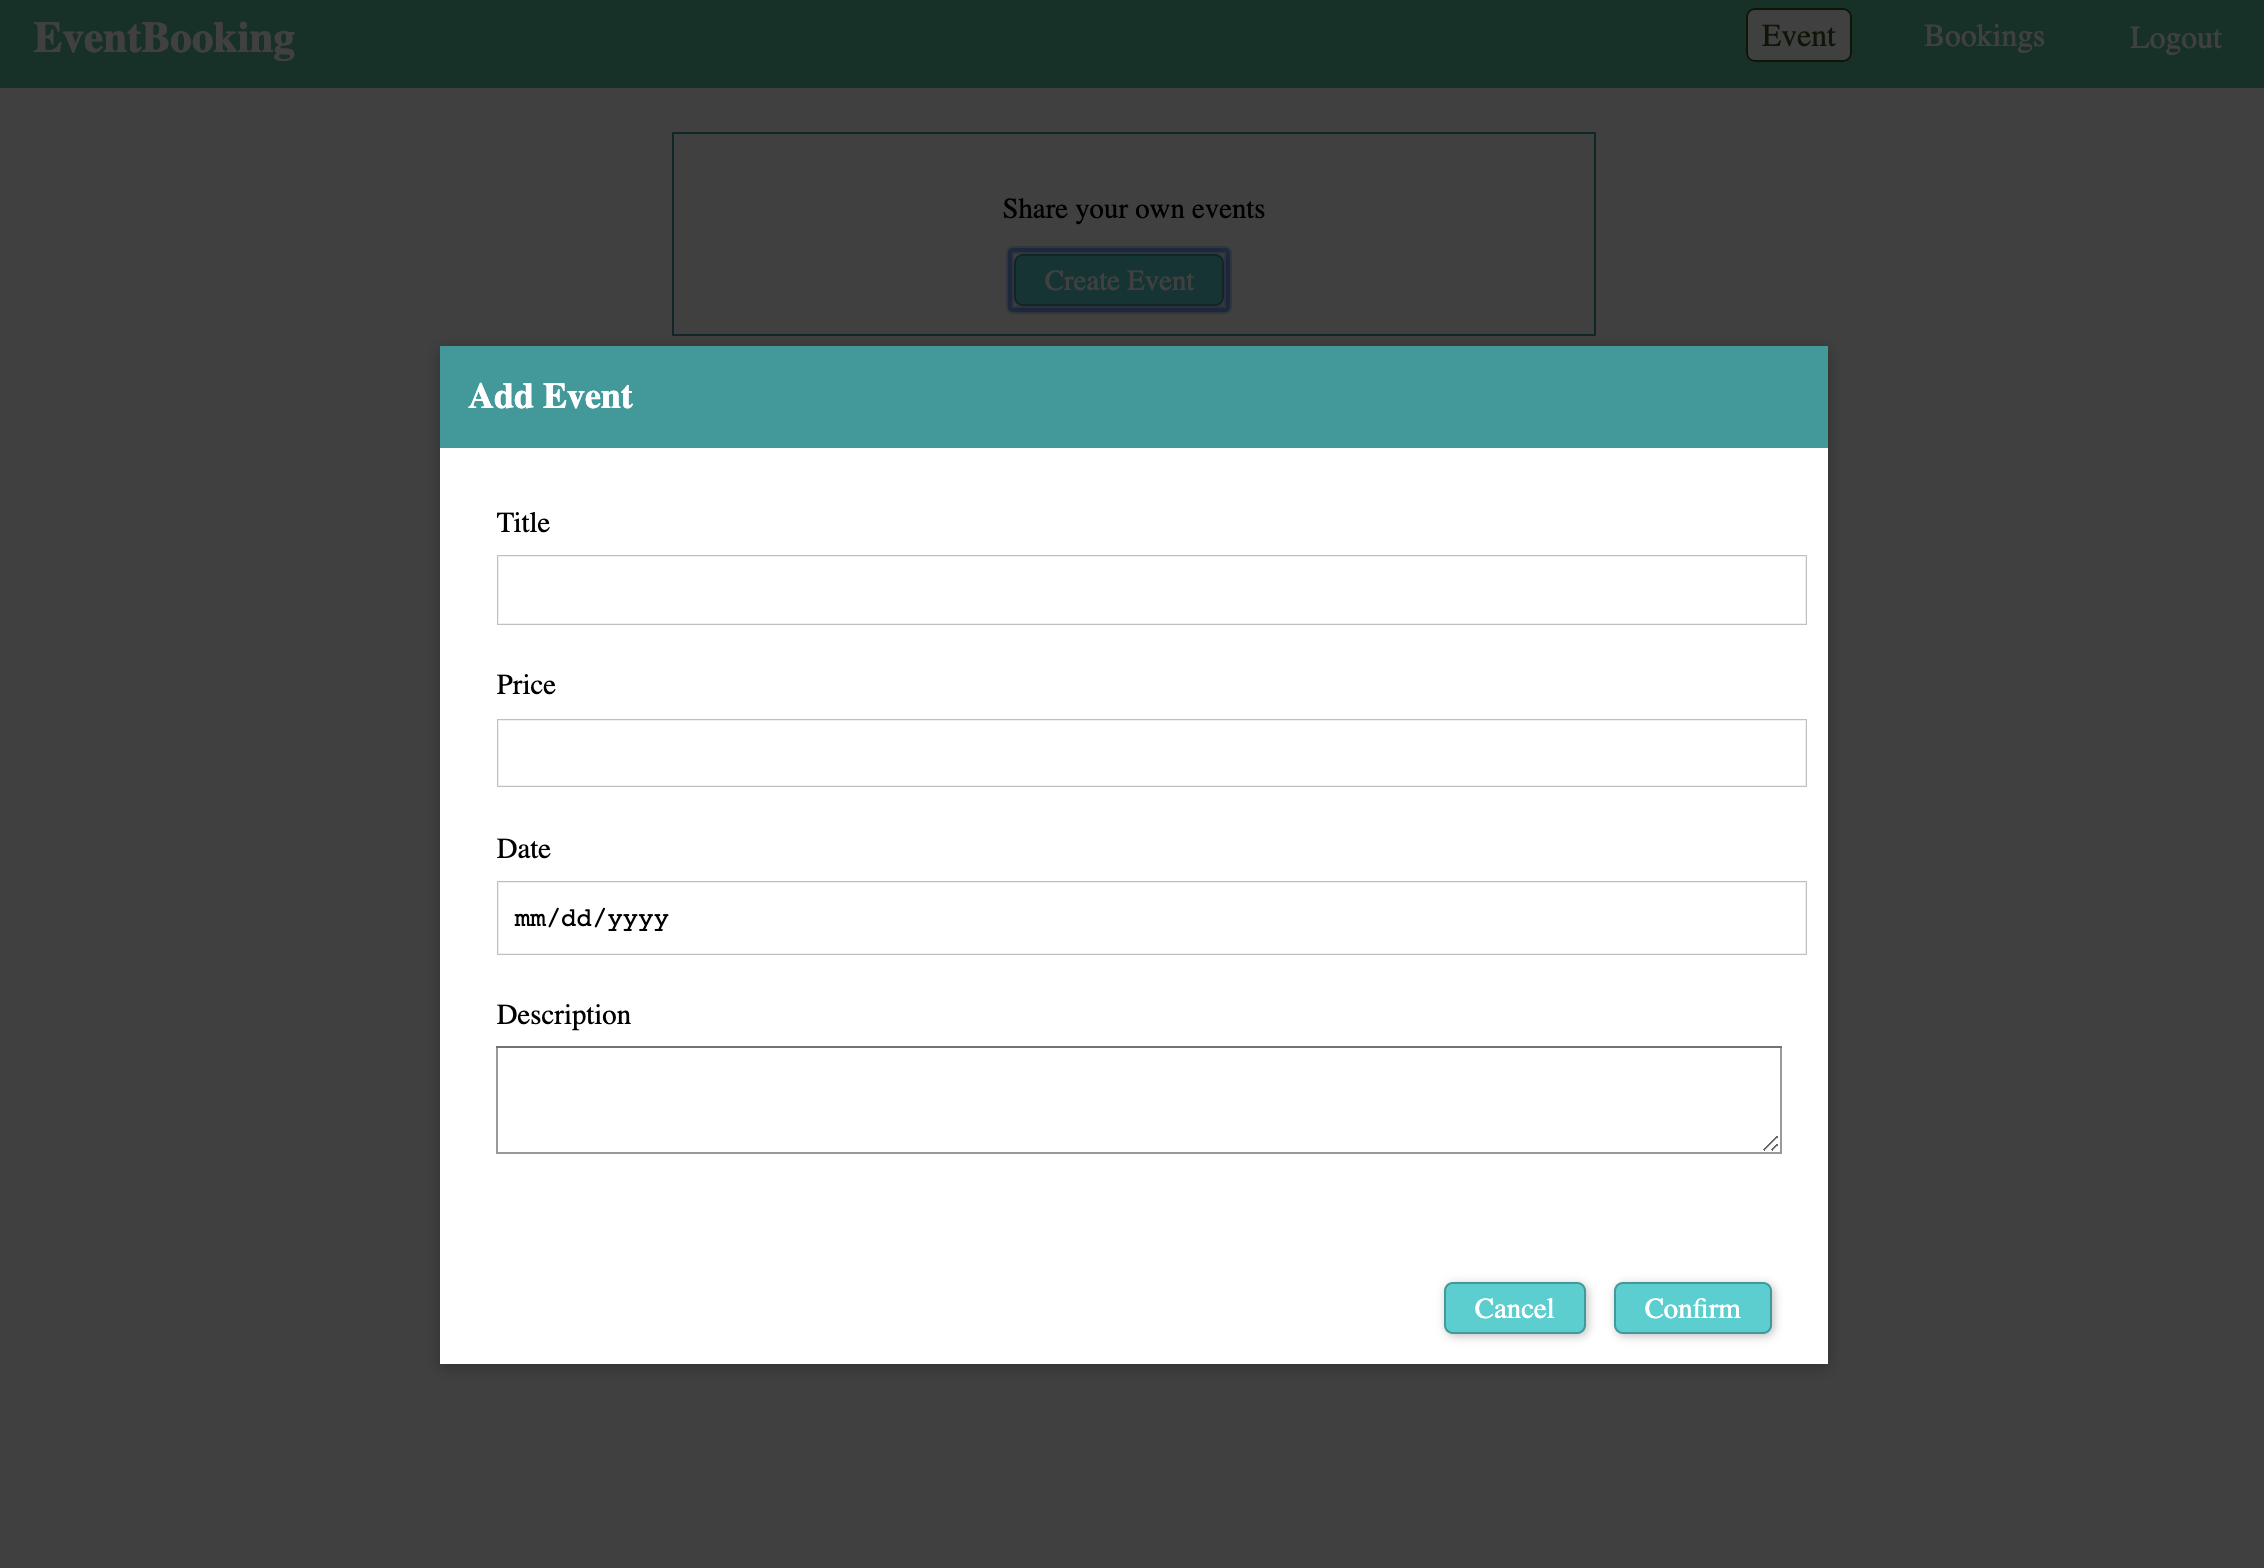 EventBooking
Event
Bookings
Logout
Share your own events
Create Event
Add Event
Title
Price
Date
mm/dd/yyyy
Description
Cancel
Confirm